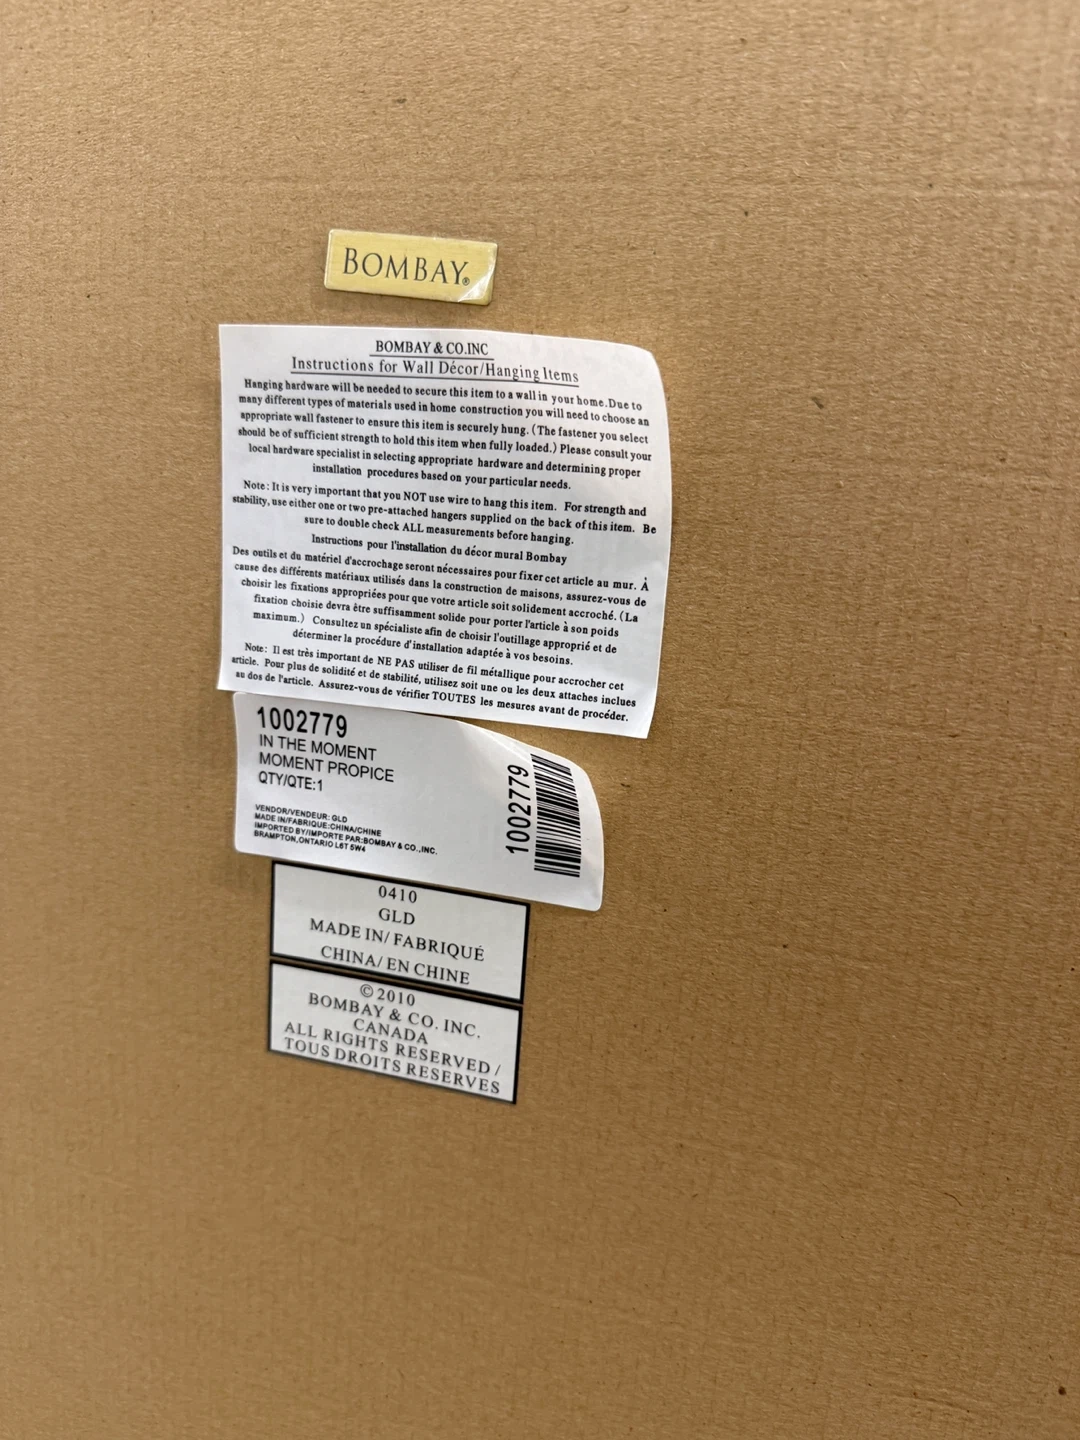 BOMBAY®
BOMBAY & CO.INC
Instructions for Wall Décor/Hanging Items
Hanging hardware will be needed to secure this item to a wall in your home.Due to
many different types of materials used in home construction you will need to choose an
appropriate wall fastener to ensure this item is securely hung. (The fastener you select
should be of sufficient strength to hold this item when fully loaded.) Please consult your
local hardware specialist in selecting appropriate hardware and determining proper
installation procedures based on your particular needs.
Note: It is very important that you NOT use wire to hang this item. For strength and
stability, use either one or two pre-attached hangers supplied on the back of this item. Be
sure to double check ALL measurements before hanging.
Instructions pour l'installation du décor mural Bombay
Des outils et du matériel d'accrochage seront nécessaires pour fixer cet article au mur. À
cause des différents matériaux utilisés dans la construction de maisons, assurez-vous de
choisir les fixations appropriées pour que votre article soit solidement accroché. (La
fixation choisie devra être suffisamment solide pour porter l'article à son poids
maximum.) Consultez un spécialiste afin de choisir l'outillage approprié et de
déterminer la procédure d'installation adaptée à vos besoins.
Note: Il est très important de NE PAS utiliser de fil métallique pour accrocher cet
article. Pour plus de solidité et de stabilité, utilisez soit une ou les deux attaches inclues
au dos de l'article. Assurez-vous de vérifier TOUTES les mesures avant de procéder.
1002779
IN THE MOMENT
MOMENT PROPICE
QTY/QTE:1
VENDOR/VENDEUR: GLD
MADE IN/FABRIQUE:CHINA/CHINE
IMPORTED BY/IMPORTE PAR:BOMBAY & CO.,INC.
BRAMPTON,ONTARIO L6T 5W4
1002779
0410
GLD
MADE IN/ FABRIQUÉ
CHINA/ EN CHINE
© 2010
BOMBAY & CO. INC.
CANADA
ALL RIGHTS RESERVED /
TOUS DROITS RESERVES